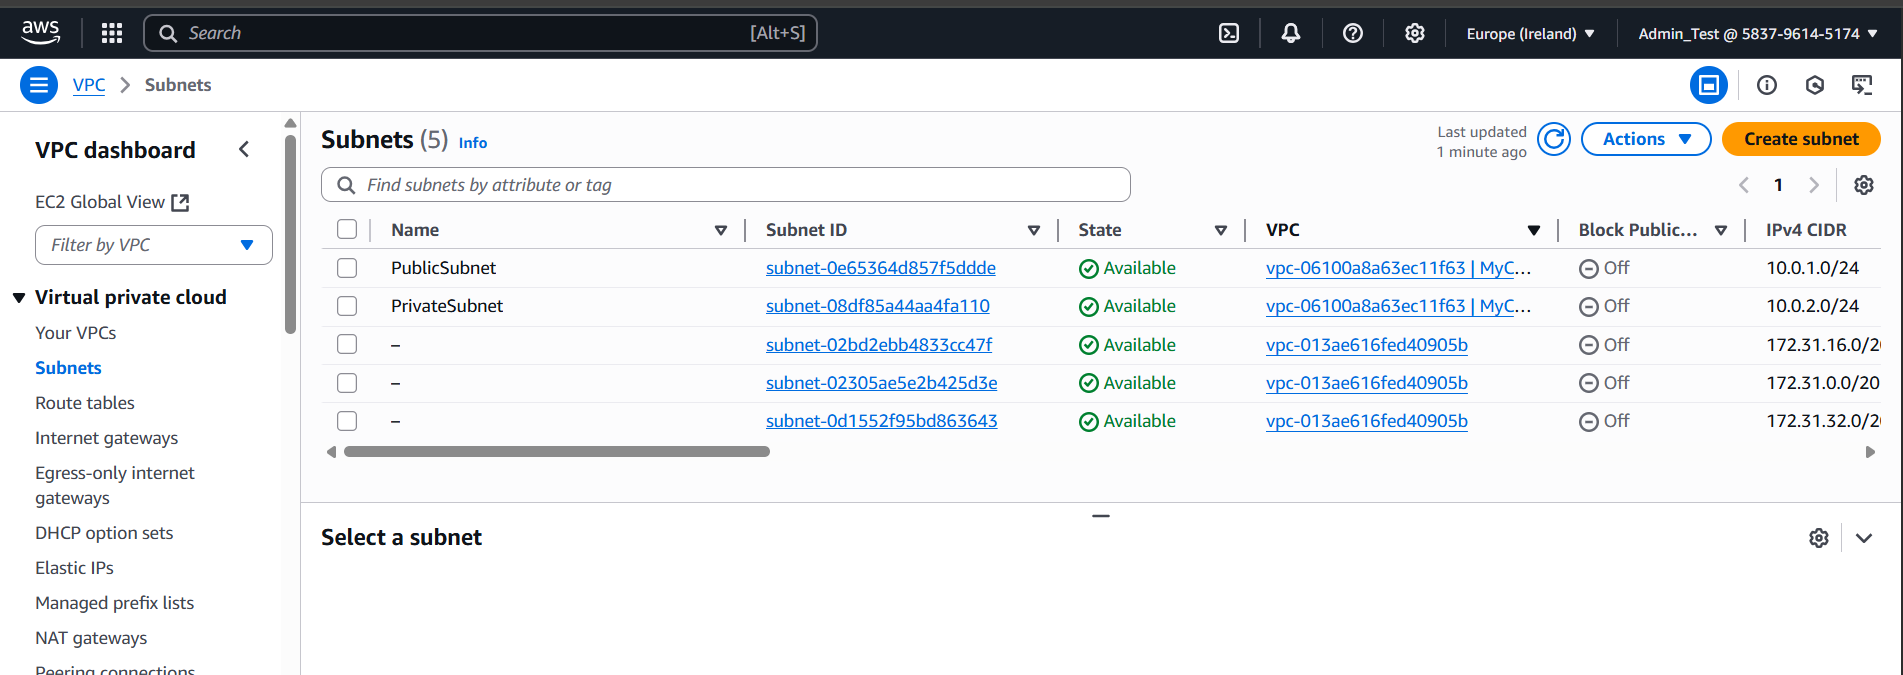 aws Search [Alt+S] Europe (Ireland) Admin_Test @ 5837-9614-5174
VPC Subnets
VPC dashboard
EC2 Global View
Filter by VPC
Virtual private cloud
Your VPCs
Subnets
Route tables
Internet gateways
Egress-only internet
gateways
DHCP option sets
Elastic IPs
Managed prefix lists
NAT gateways
Peering connections
Subnets (5) Info
Last updated
1 minute ago
Actions
Create subnet
Find subnets by attribute or tag
1
Name Subnet ID State VPC Block Public... IPv4 CIDR
PublicSubnet subnet-0e65364d857f5ddde Available vpc-06100a8a63ec11f63 | MyC... Off 10.0.1.0/24
PrivateSubnet subnet-08df85a44aa4fa110 Available vpc-06100a8a63ec11f63 | MyC... Off 10.0.2.0/24
– subnet-02bd2ebb4833cc47f Available vpc-013ae616fed40905b Off 172.31.16.0/20
– subnet-02305ae5e2b425d3e Available vpc-013ae616fed40905b Off 172.31.0.0/20
– subnet-0d1552f95bd863643 Available vpc-013ae616fed40905b Off 172.31.32.0/20
Select a subnet